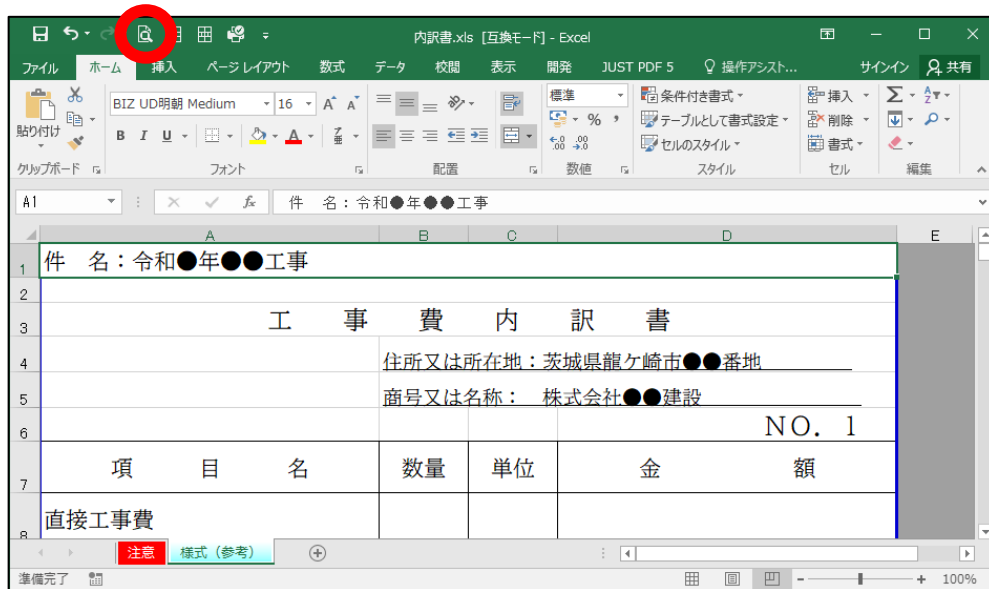 内訳書.xls [互換モード] - Excel
ファイル ホーム 挿入 ページ レイアウト 数式 データ 校閲 表示 開発 JUST PDF 5 操作アシスト... サインイン 共有
BIZ UD明朝 Medium 16 A A 標準 条件付き書式 挿入 Σ
貼り付け B I U A % , テーブルとして書式設定 削除
セルのスタイル 書式
クリップボード フォント 配置 数値 スタイル セル 編集
A1 fx 件 名：令和●年●●工事
A B C D E
1 件 名：令和●年●●工事
2
3 工 事 費 内 訳 書
4 住所又は所在地：茨城県龍ケ崎市●●番地
5 商号又は名称： 株式会社●●建設
6 ＮＯ．１
7 項 目 名 数量 単位 金 額
8 直接工事費
注意 様式（参考）
準備完了 100%